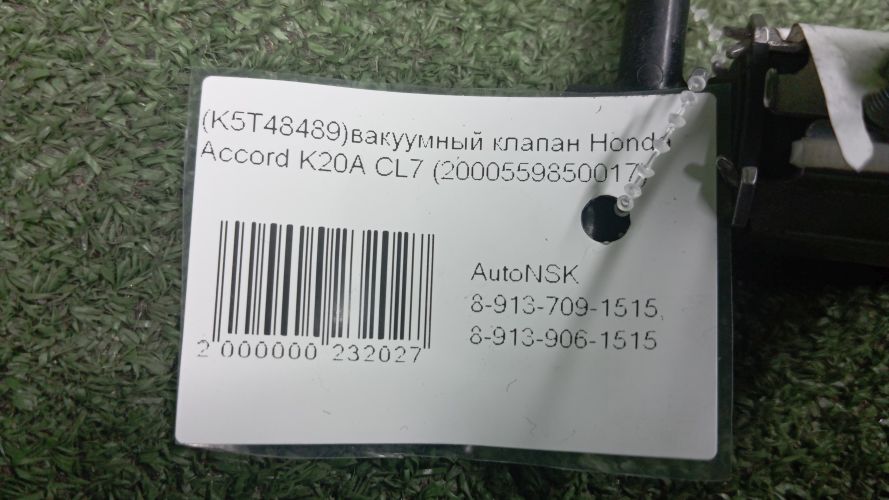 (K5T48489)вакуумный клапан Honda
Accord K20A CL7 (2000559850017)
AutoNSK
8-913-709-1515,
8-913-906-1515
2 000000 232027